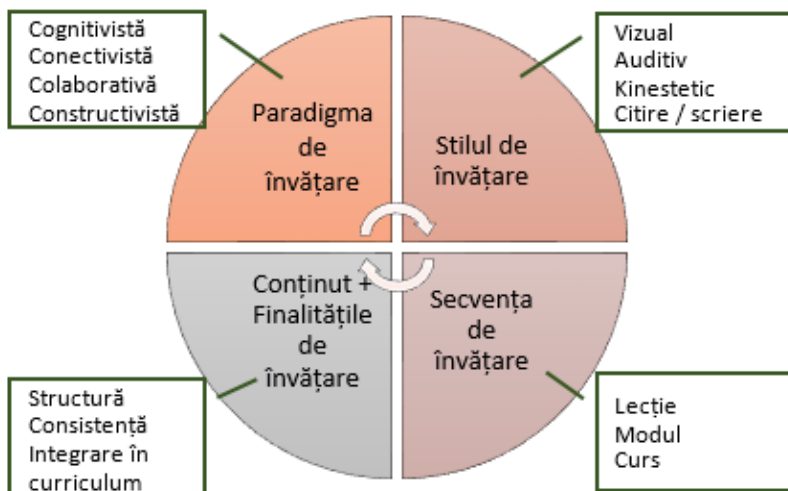 Cognitivistă
Conectivistă
Colaborativă
Constructivistă
Paradigma
de
învățare
Vizual
Auditiv
Kinestetic
Citire / scriere
Stilul de
învățare
Conținut +
Finalitățile
de
învățare
Structură
Consistență
Integrare în
curriculum
Secvența
de
învățare
Lecție
Modul
Curs